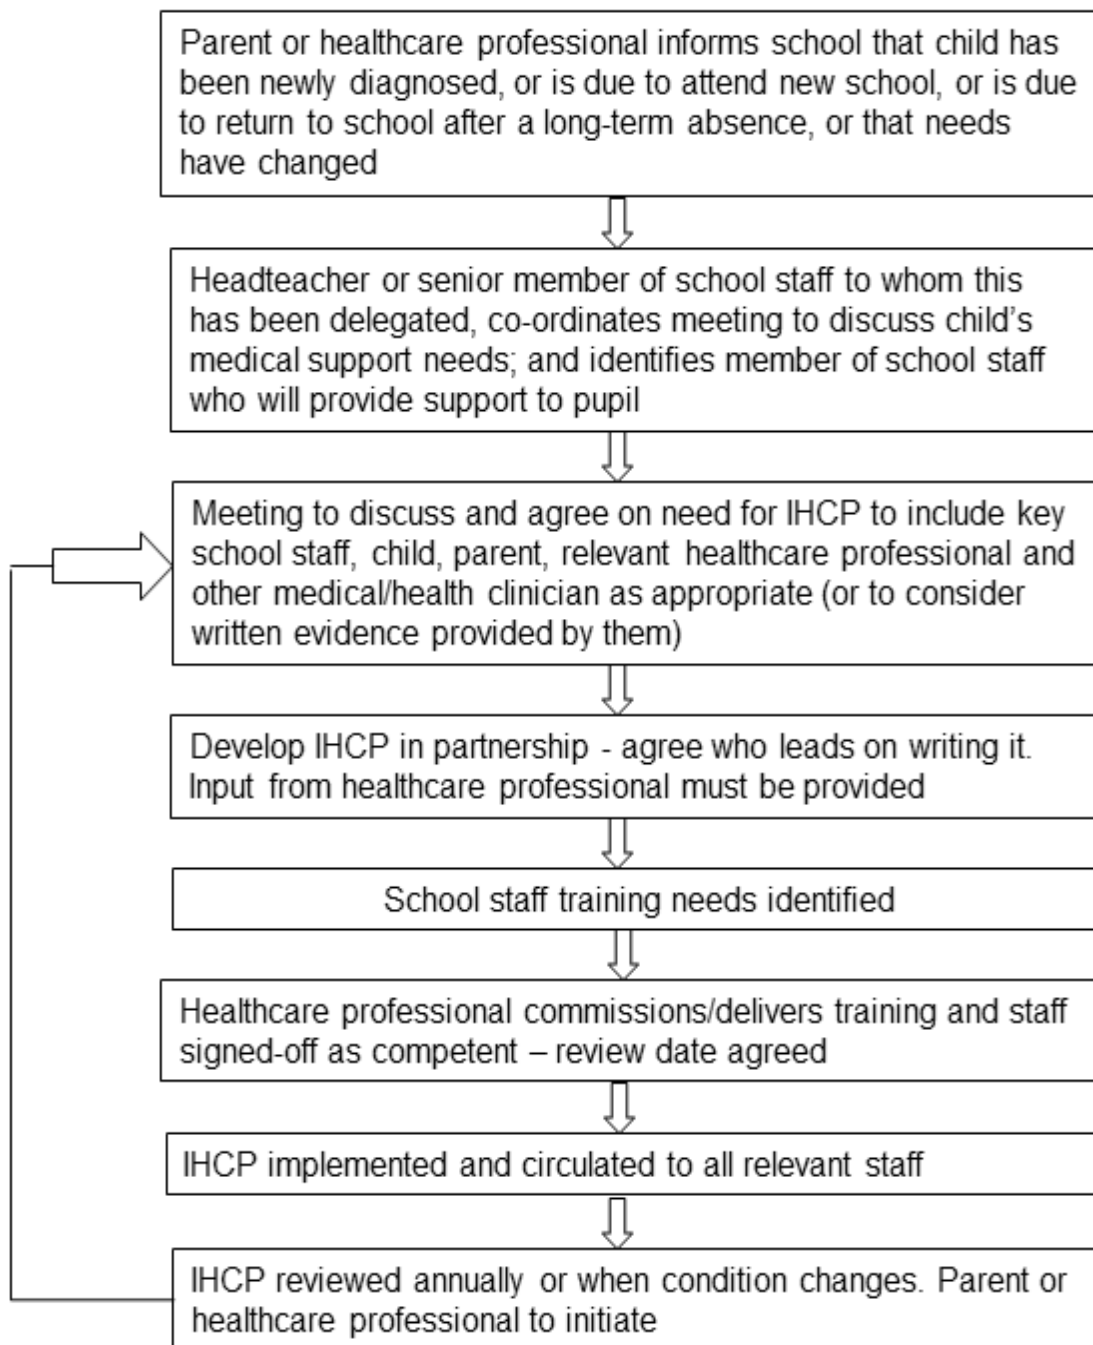 Parent or healthcare professional informs school that child has
been newly diagnosed, or is due to attend new school, or is due
to return to school after a long-term absence, or that needs
have changed
Headteacher or senior member of school staff to whom this
has been delegated, co-ordinates meeting to discuss child’s
medical support needs; and identifies member of school staff
who will provide support to pupil
Meeting to discuss and agree on need for IHCP to include key
school staff, child, parent, relevant healthcare professional and
other medical/health clinician as appropriate (or to consider
written evidence provided by them)
Develop IHCP in partnership - agree who leads on writing it.
Input from healthcare professional must be provided
School staff training needs identified
Healthcare professional commissions/delivers training and staff
signed-off as competent – review date agreed
IHCP implemented and circulated to all relevant staff
IHCP reviewed annually or when condition changes. Parent or
healthcare professional to initiate